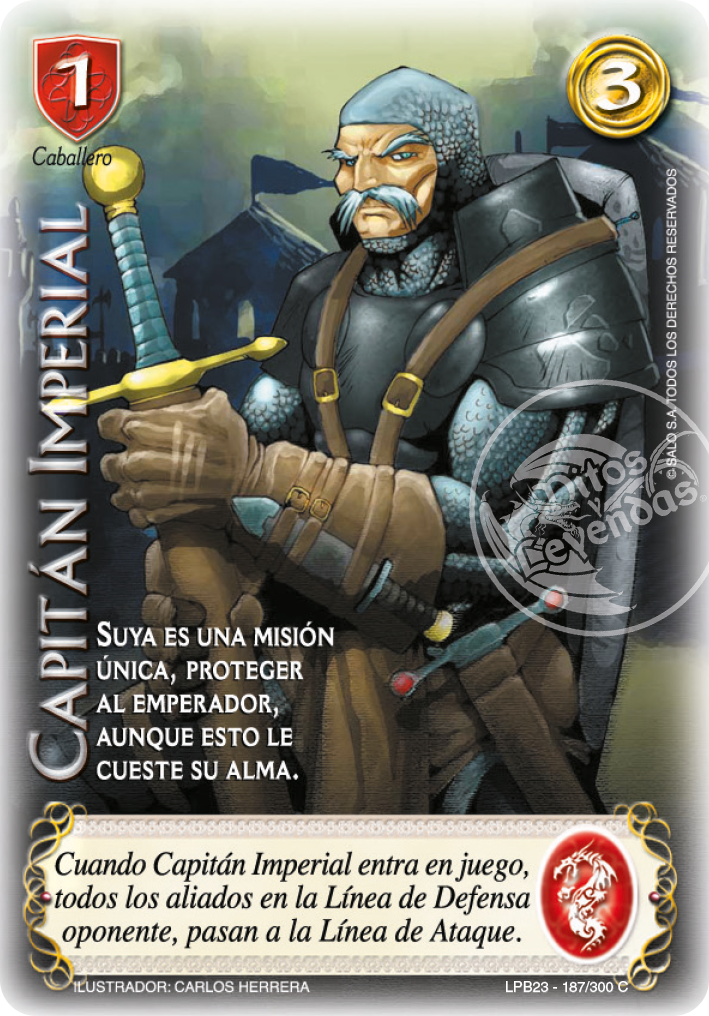 1
3
Caballero
CAPITÁN IMPERIAL
© SALO S.A. TODOS LOS DERECHOS RESERVADOS
Mitos
y
Leyendas.
SUYA ES UNA MISIÓN
ÚNICA, PROTEGER
AL EMPERADOR,
AUNQUE ESTO LE
CUESTE SU ALMA.
Cuando Capitán Imperial entra en juego,
todos los aliados en la Línea de Defensa
oponente, pasan a la Línea de Ataque.
ILUSTRADOR: CARLOS HERRERA
LPB23 - 187/300 C